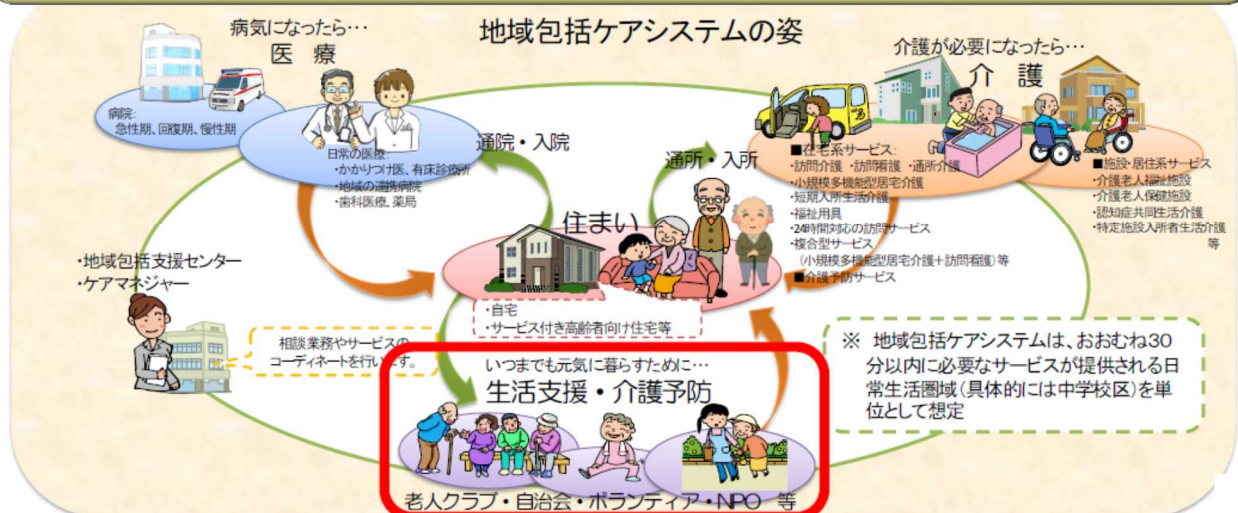 地域包括ケアシステムの姿
病気になったら…
医 療
病院:
急性期、回復期、慢性期
日常の医療:
・かかりつけ医、有床診療所
・地域の連携病院
・歯科医療、薬局
通院・入院
通所・入所
介護が必要になったら…
介 護
■在宅系サービス:
・訪問介護 ・訪問看護 ・通所介護
・小規模多機能型居宅介護
・短期入所生活介護
・福祉用具
・24時間対応の訪問サービス
・複合型サービス
(小規模多機能型居宅介護+訪問看護)等
■介護予防サービス
■施設・居住系サービス
・介護老人福祉施設
・介護老人保健施設
・認知症共同生活介護
・特定施設入所者生活介護
等
住まい
・自宅
・サービス付き高齢者向け住宅等
・地域包括支援センター
・ケアマネジャー
相談業務やサービスの
コーディネートを行います。
いつまでも元気に暮らすために…
生活支援・介護予防
老人クラブ・自治会・ボランティア・NPO 等
※ 地域包括ケアシステムは、おおむね30
分以内に必要なサービスが提供される日
常生活圏域(具体的には中学校区)を単
位として想定